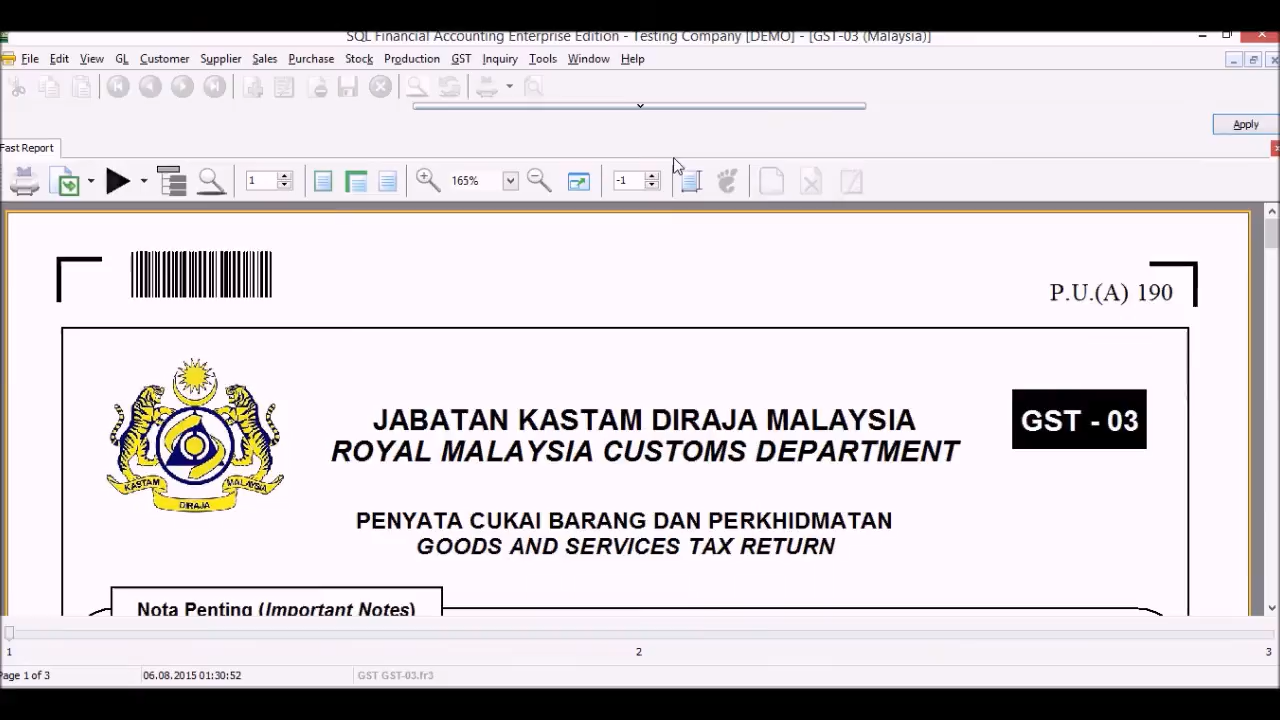 SQL Financial Accounting Enterprise Edition - Testing Company [DEMO] - [GST-03 (Malaysia)]
File Edit View GL Customer Supplier Sales Purchase Stock Production GST Inquiry Tools Window Help
Apply
Fast Report
1 165% -1
P.U.(A) 190
GST - 03
JABATAN KASTAM DIRAJA MALAYSIA
ROYAL MALAYSIA CUSTOMS DEPARTMENT
KASTAM DIRAJA MALAYSIA
PENYATA CUKAI BARANG DAN PERKHIDMATAN
GOODS AND SERVICES TAX RETURN
Nota Penting (Important Notes)
1 2 3
Page 1 of 3 06.08.2015 01:30:52 GST GST-03.fr3